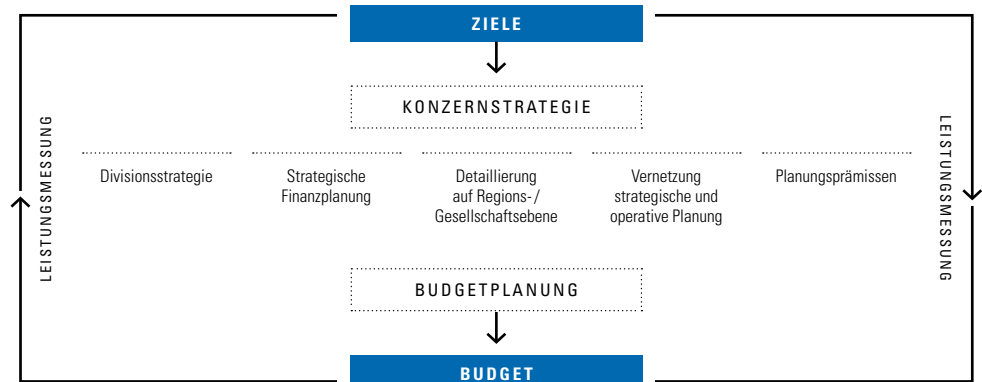 ZIELE
KONZERNSTRATEGIE
LEISTUNGSMESSUNG
LEISTUNGSMESSUNG
Divisionsstrategie
Strategische
Finanzplanung
Detaillierung
auf Regions-/
Gesellschaftsebene
Vernetzung
strategische und
operative Planung
Planungsprämissen
BUDGETPLANUNG
BUDGET